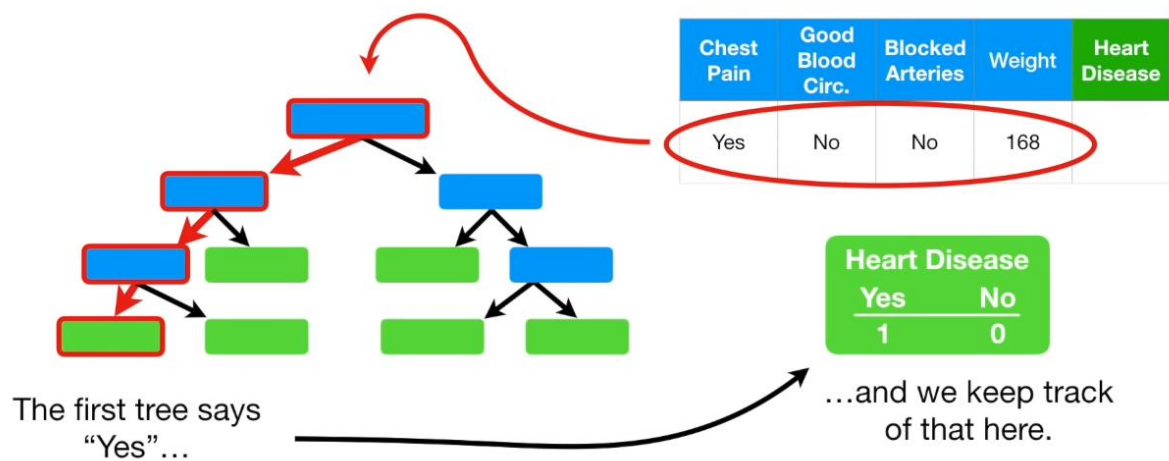 Chest Pain
Good Blood Circ.
Blocked Arteries
Weight
Heart Disease
Yes
No
No
168
Heart Disease
Yes No
1 0
The first tree says
“Yes”…
…and we keep track
of that here.